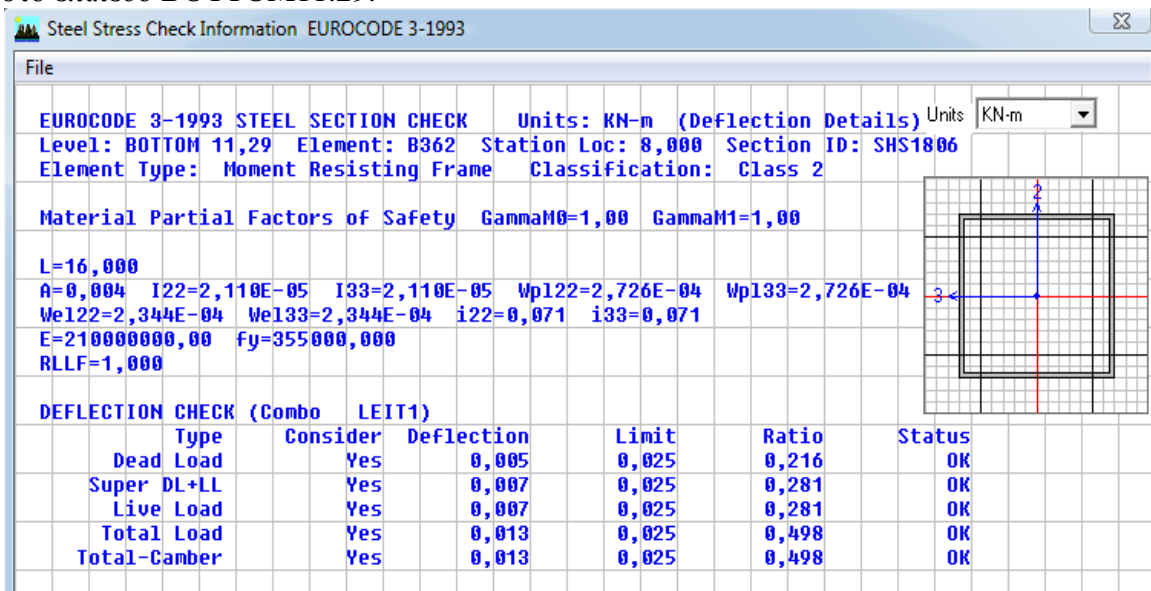 Steel Stress Check Information EUROCODE 3-1993
File
EUROCODE 3-1993 STEEL SECTION CHECK Units: KN-m (Deflection Details) Units KN-m
Level: BOTTOM 11,29 Element: B362 Station Loc: 8,000 Section ID: SHS1806
Element Type: Moment Resisting Frame Classification: Class 2
Material Partial Factors of Safety GammaM0=1,00 GammaM1=1,00
L=16,000
A=0,004 I22=2,110E-05 I33=2,110E-05 Wpl22=2,726E-04 Wpl33=2,726E-04
Wel22=2,344E-04 Wel33=2,344E-04 i22=0,071 i33=0,071
E=210000000,00 fy=355000,000
RLLF=1,000
2
3
DEFLECTION CHECK (Combo LEIT1)
Type Consider Deflection Limit Ratio Status
Dead Load Yes 0,005 0,025 0,216 OK
Super DL+LL Yes 0,007 0,025 0,281 OK
Live Load Yes 0,007 0,025 0,281 OK
Total Load Yes 0,013 0,025 0,498 OK
Total-Camber Yes 0,013 0,025 0,498 OK